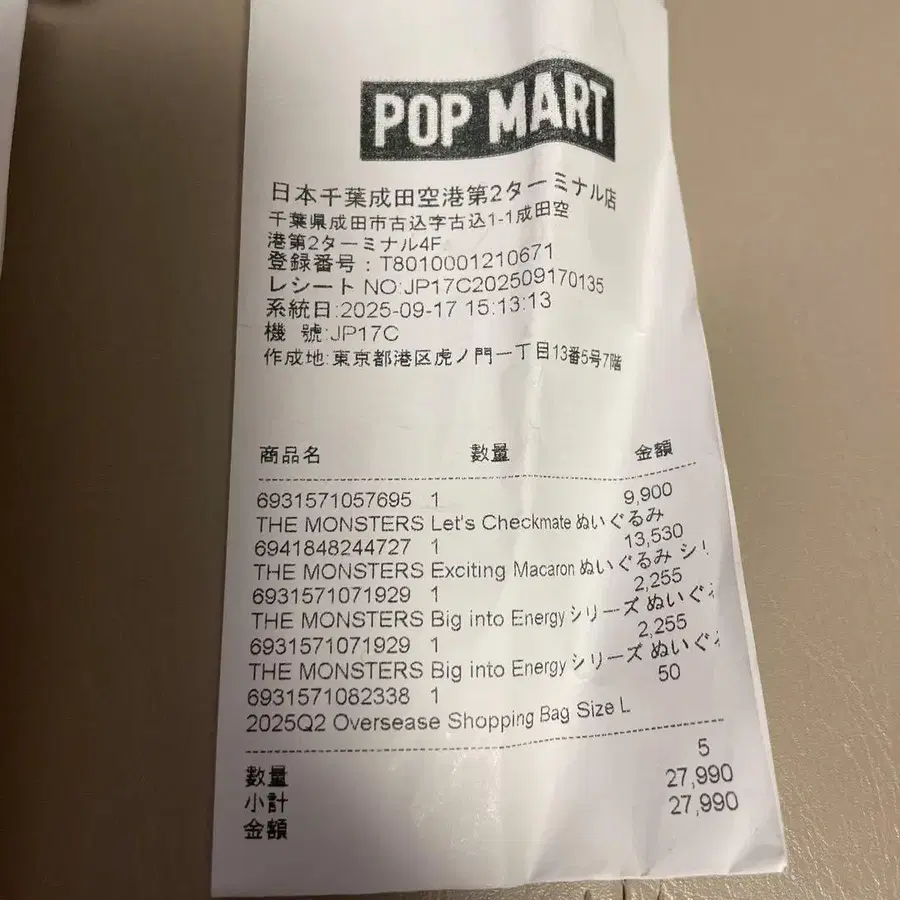 POP MART
日本千葉成田空港第2ターミナル店
千葉県成田市古込字古込1-1成田空
港第2ターミナル4F
登録番号：T8010001210671
レシート NO:JP17C202509170135
系統日:2025-09-17 15:13:13
機 號:JP17C
作成地:東京都港区虎ノ門一丁目13番5号7階
商品名 数量 金額
6931571057695 1 9,900
THE MONSTERS Let's Checkmate ぬいぐるみ
6941848244727 1 13,530
THE MONSTERS Exciting Macaron ぬいぐるみ シリ
6931571071929 1 2,255
THE MONSTERS Big into Energy シリーズ ぬいぐる
6931571071929 1 2,255
THE MONSTERS Big into Energy シリーズ ぬいぐる
6931571082338 1 50
2025Q2 Oversease Shopping Bag Size L
数量 5
小計 27,990
金額 27,990